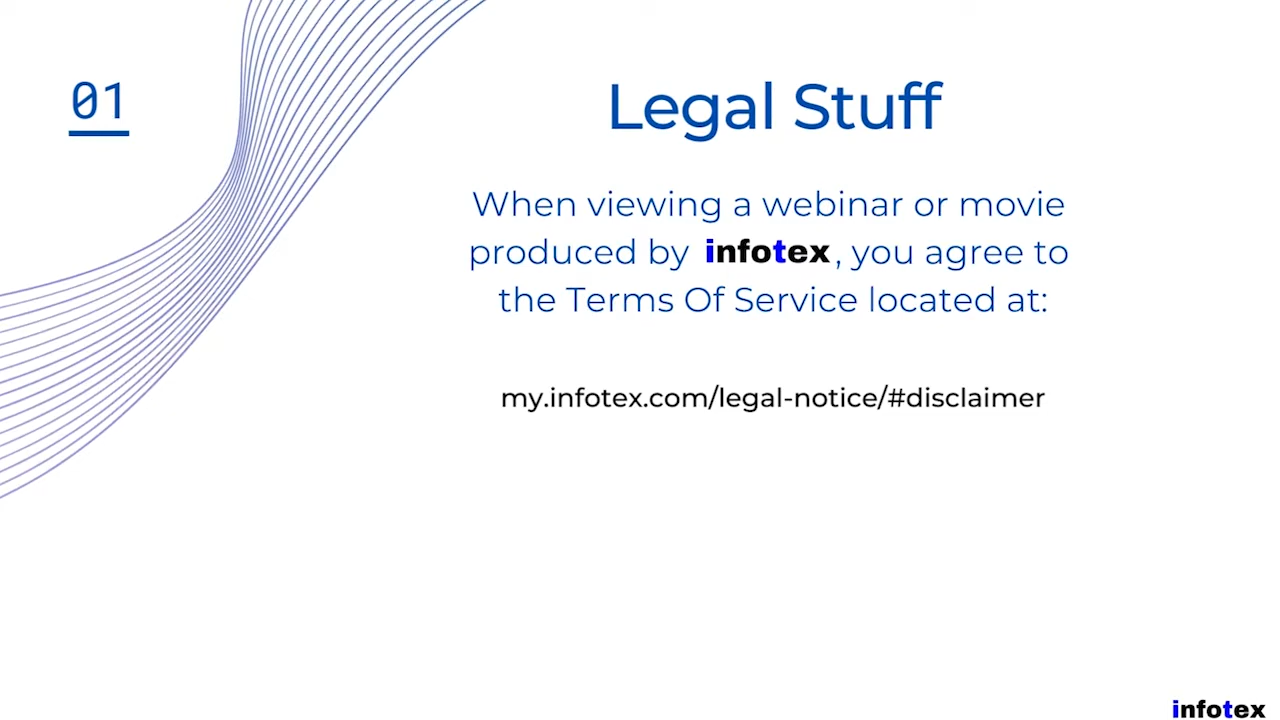 01
Legal Stuff
When viewing a webinar or movie
produced by infotex, you agree to
the Terms Of Service located at:
my.infotex.com/legal-notice/#disclaimer
infotex